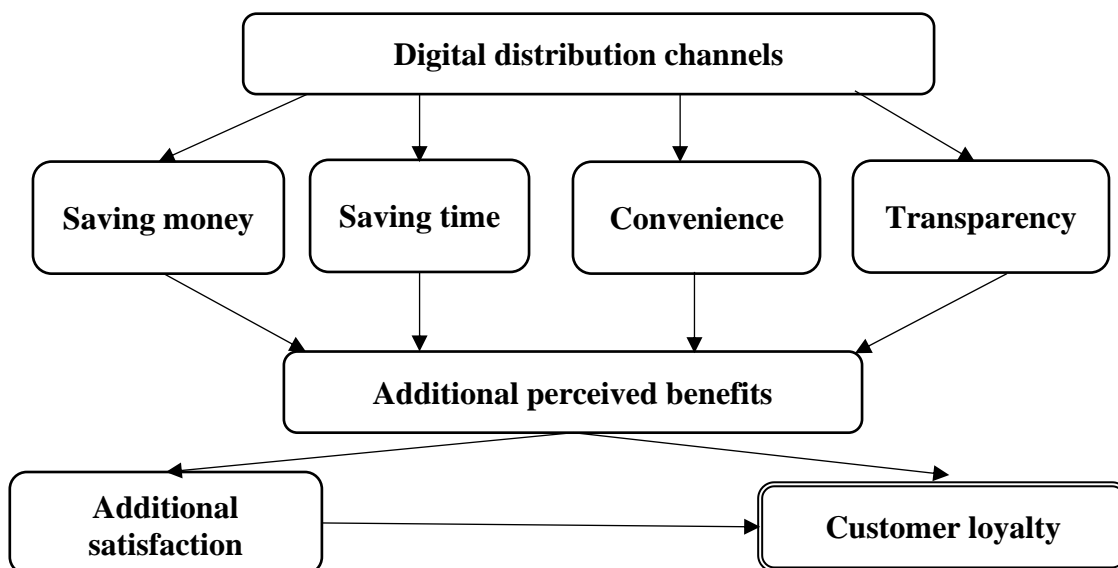 Digital distribution channels
Saving money
Saving time
Convenience
Transparency
Additional perceived benefits
Additional
satisfaction
Customer loyalty